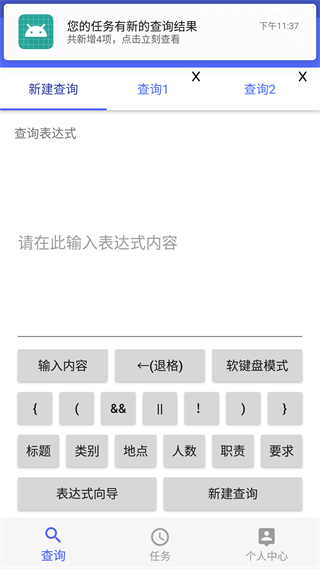 您的任务有新的查询结果 下午11:37
共新增4项，点击立刻查看
新建查询 查询1 X 查询2 X
查询表达式
请在此输入表达式内容
输入内容 ←(退格) 软键盘模式
{ ( && || ! ) }
标题 类别 地点 人数 职责 要求
表达式向导 新建查询
查询 任务 个人中心